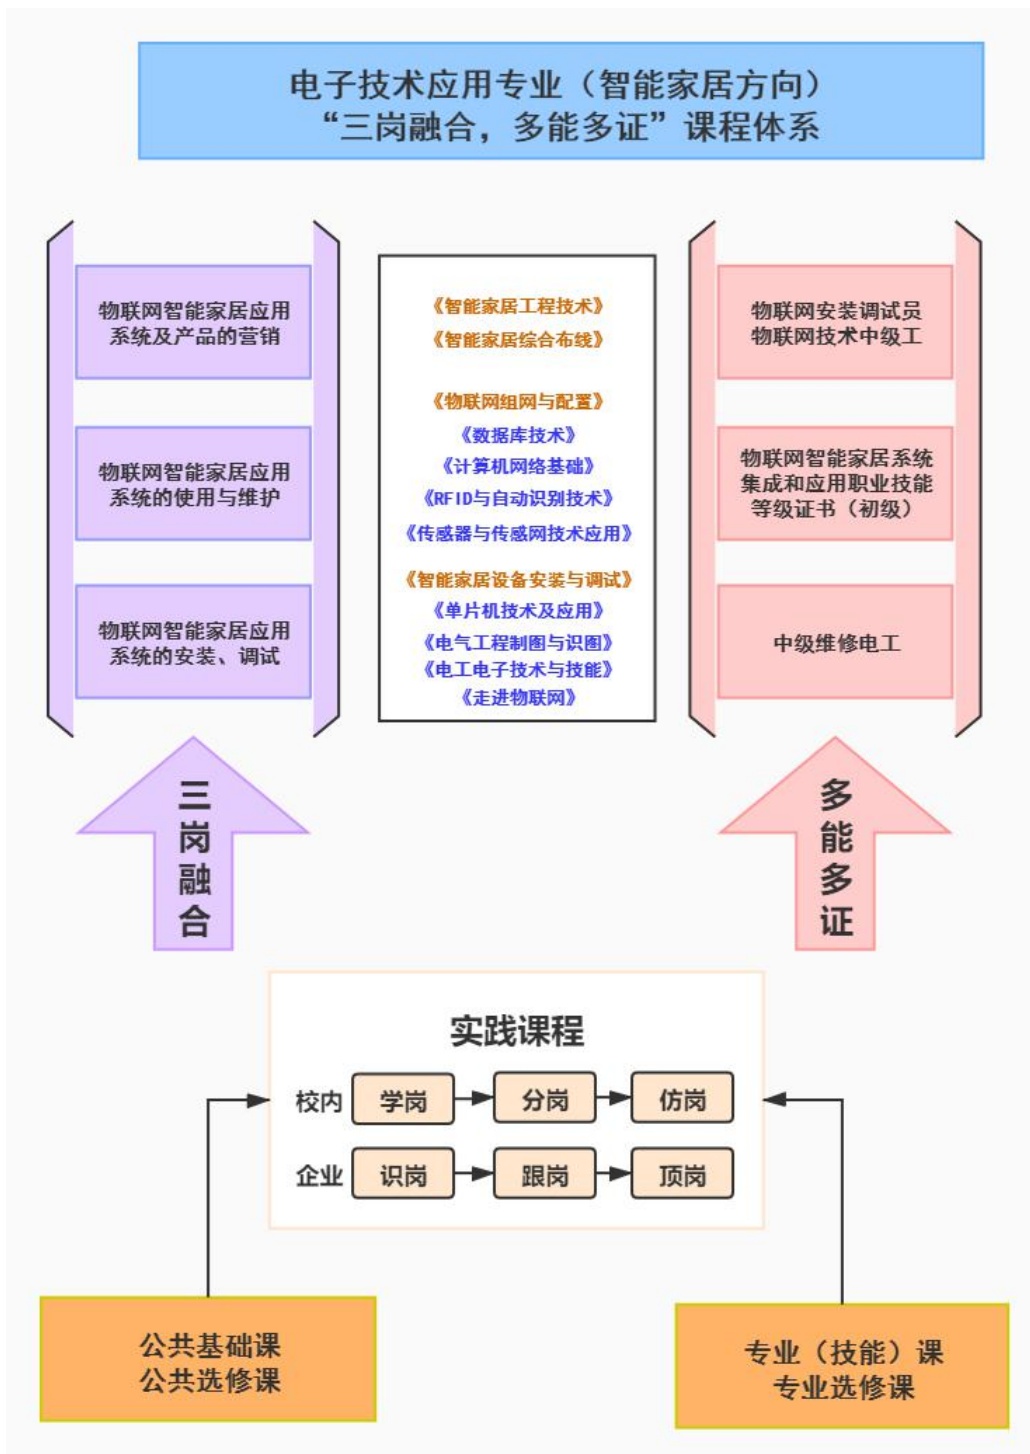 电子技术应用专业（智能家居方向）
“三岗融合，多能多证”课程体系
物联网智能家居应用
系统及产品的营销
物联网智能家居应用
系统的使用与维护
物联网智能家居应用
系统的安装、调试
《智能家居工程技术》
《智能家居综合布线》
《物联网组网与配置》
《数据库技术》
《计算机网络基础》
《RFID与自动识别技术》
《传感器与传感网技术应用》
《智能家居设备安装与调试》
《单片机技术及应用》
《电气工程制图与识图》
《电工电子技术与技能》
《走进物联网》
物联网安装调试员
物联网技术中级工
物联网智能家居系统
集成和应用职业技能
等级证书（初级）
中级维修电工
三岗融合
多能多证
实践课程
校内 学岗 分岗 仿岗
企业 识岗 跟岗 顶岗
公共基础课
公共选修课
专业（技能）课
专业选修课